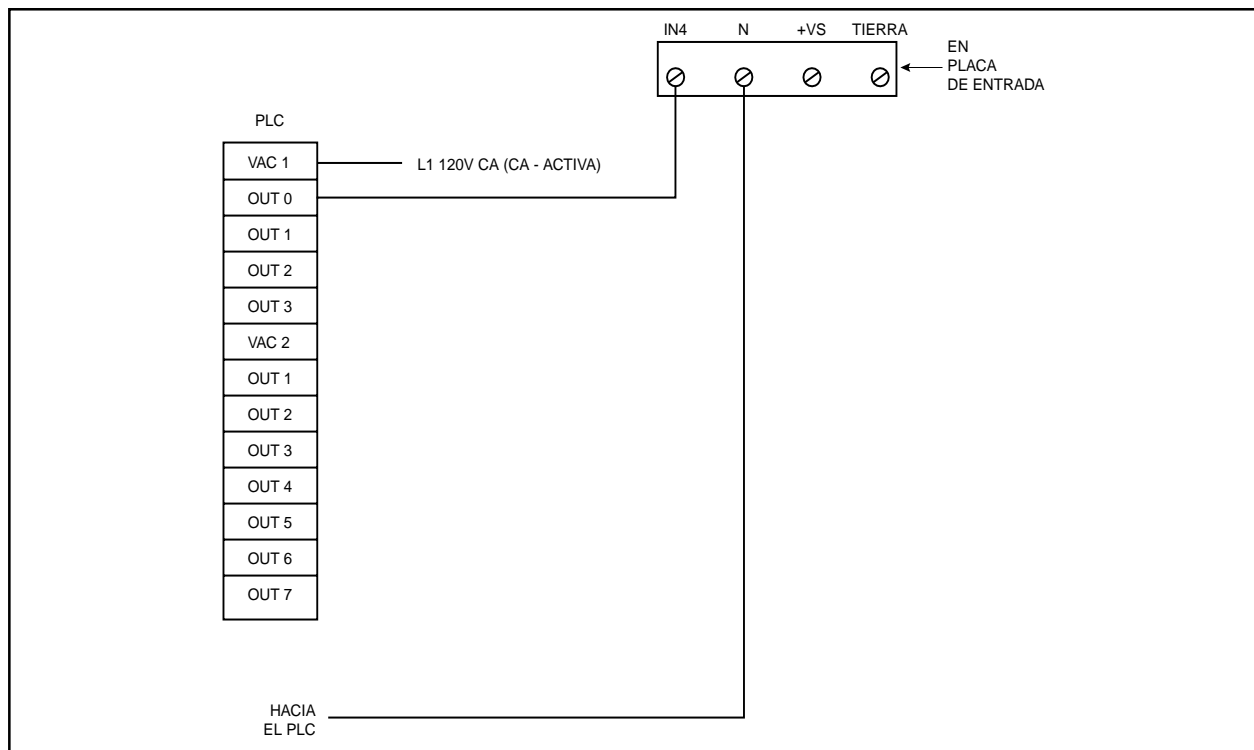 IN4 N +VS TIERRA
EN
PLACA
DE ENTRADA
PLC
VAC 1
L1 120V CA (CA - ACTIVA)
OUT 0
OUT 1
OUT 2
OUT 3
VAC 2
OUT 1
OUT 2
OUT 3
OUT 4
OUT 5
OUT 6
OUT 7
HACIA
EL PLC